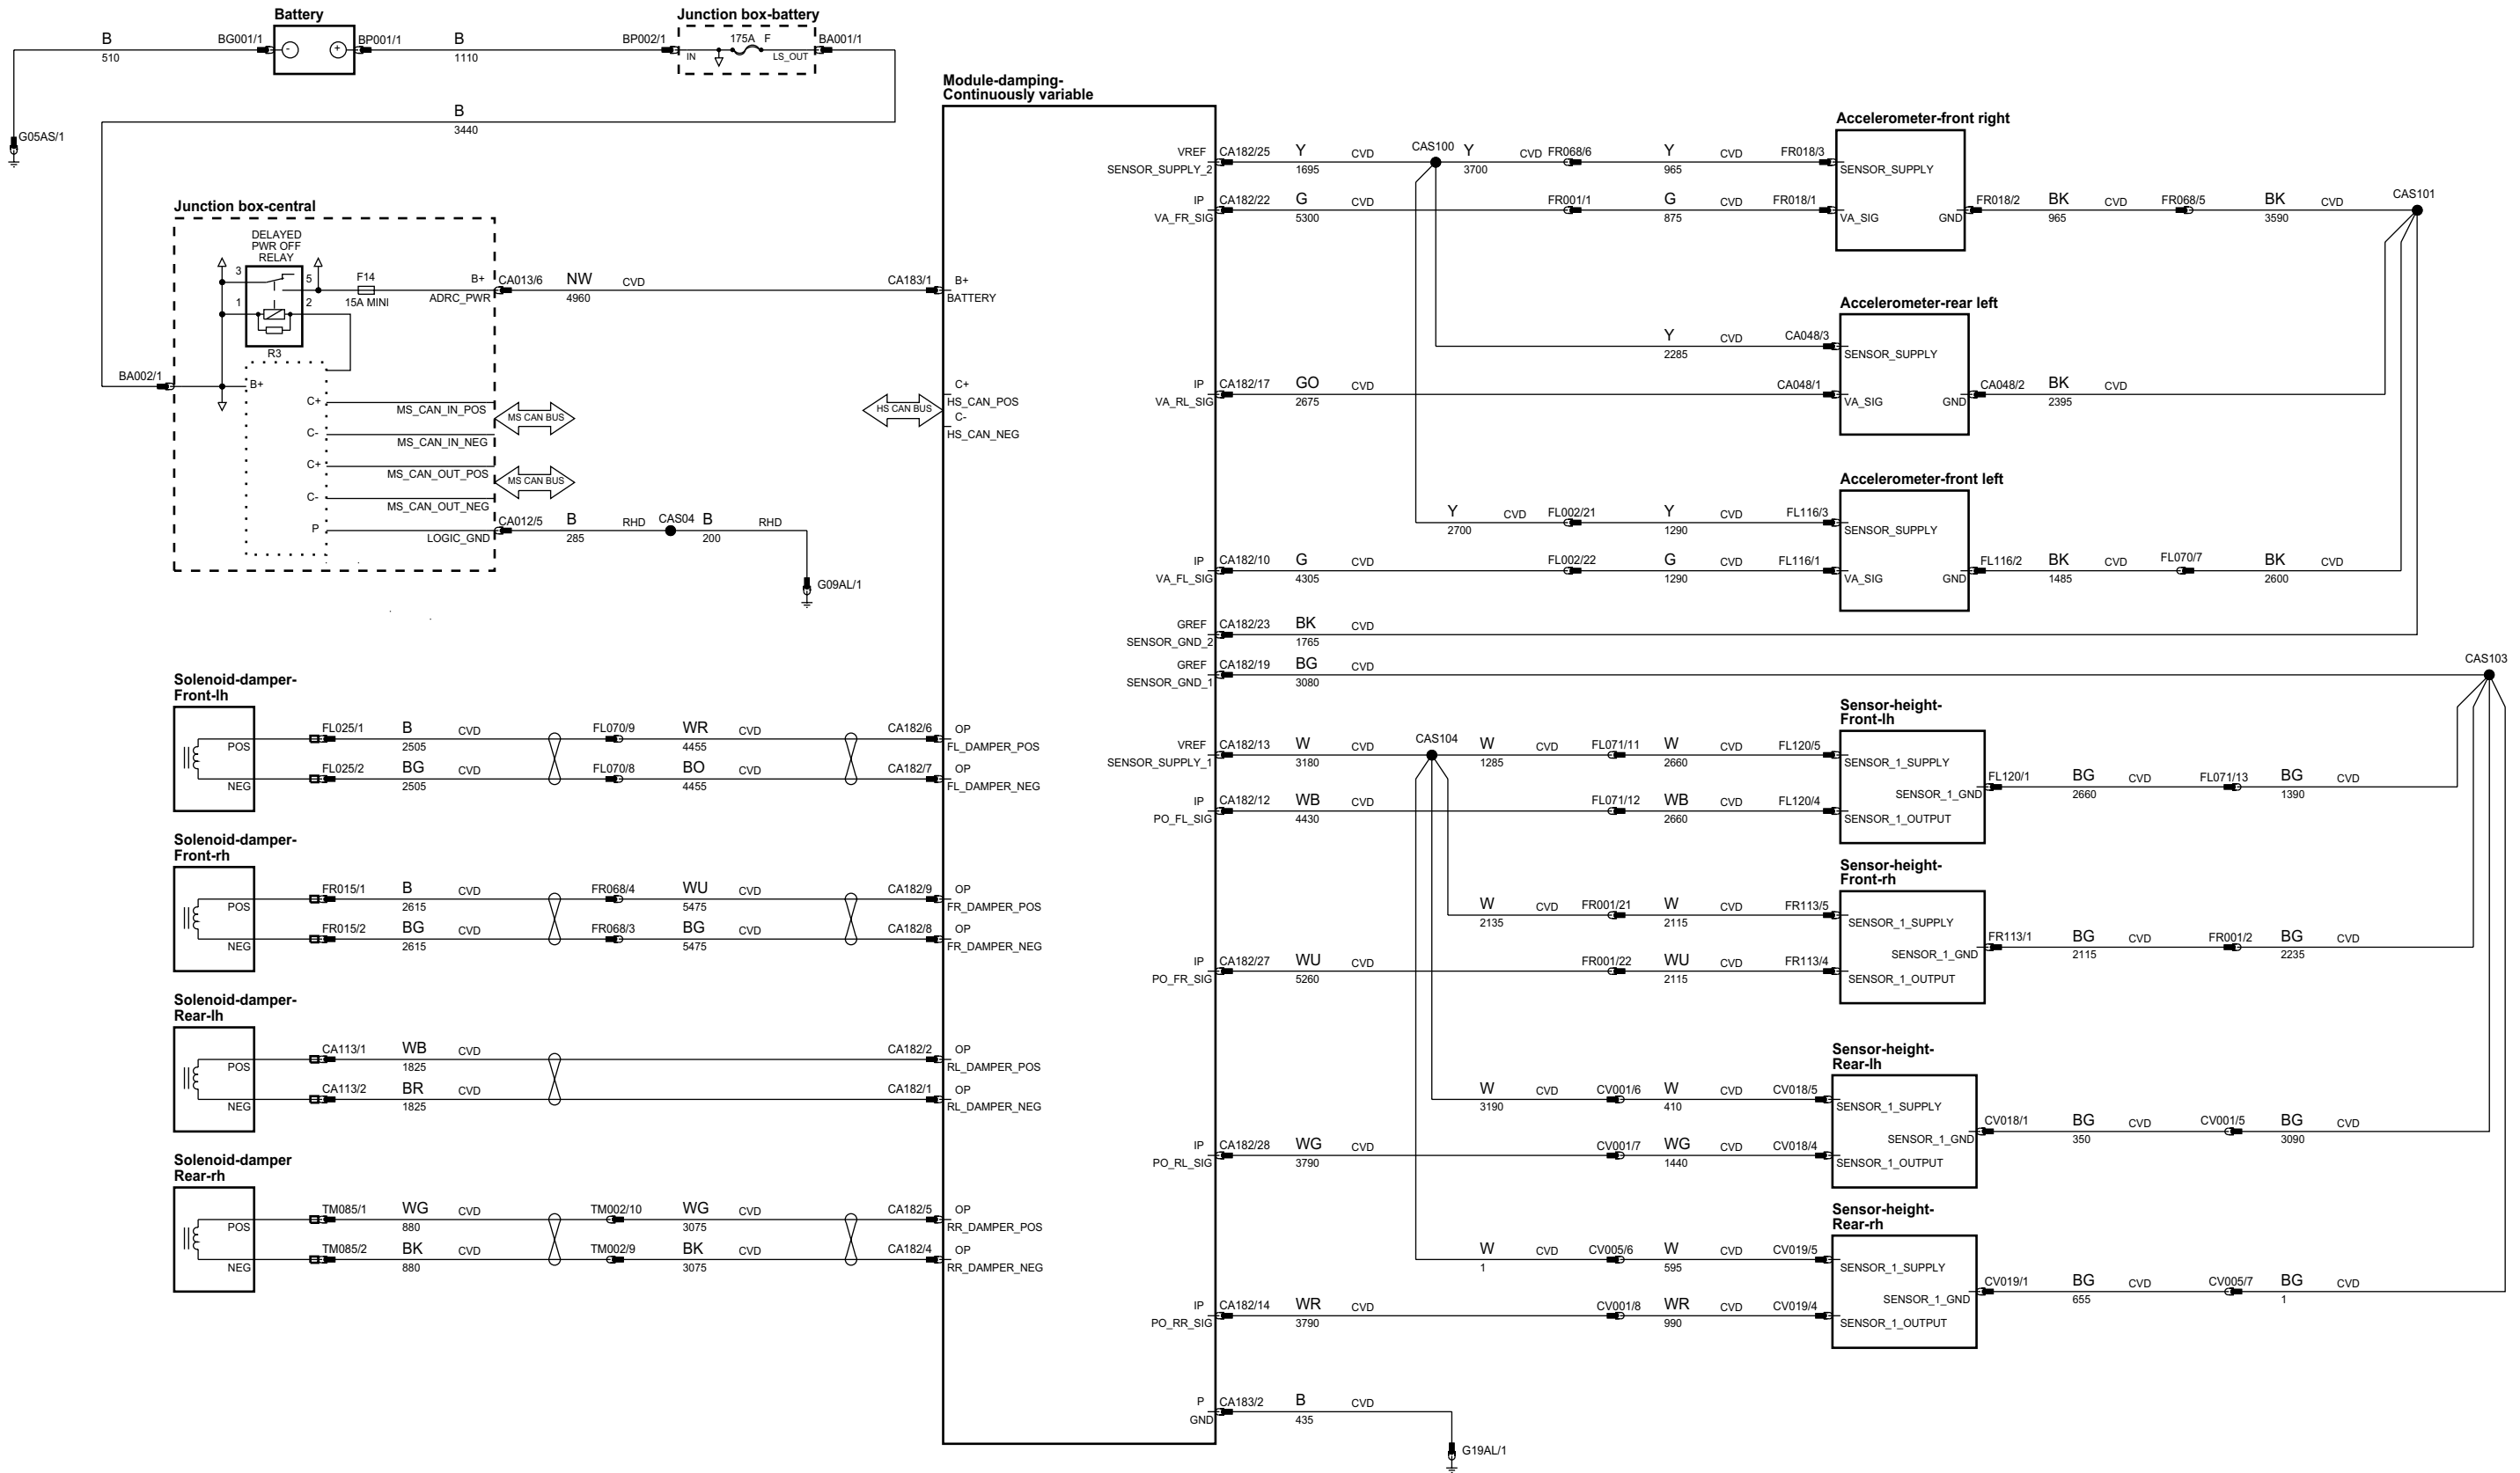 Battery
Junction box-battery
B
510
BG001/1
-
+
BP001/1
B
1110
BP002/1
175A F
IN
LS_OUT
BA001/1
B
3440
G05AS/1
Junction box-central
DELAYED
PWR OFF
RELAY
3
5
1
2
R3
F14
15A MINI
B+
ADRC_PWR
CA013/6
NW
4960
CVD
CA183/1
BA002/1
B+
C+
MS_CAN_IN_POS
C-
MS_CAN_IN_NEG
MS CAN BUS
C+
MS_CAN_OUT_POS
C-
MS_CAN_OUT_NEG
MS CAN BUS
P
LOGIC_GND
CA012/5
B
285
RHD
CAS04
B
200
RHD
G09AL/1
Module-damping-
Continuously variable
B+
BATTERY
HS CAN BUS
C+
HS_CAN_POS
C-
HS_CAN_NEG
Solenoid-damper-
Front-lh
POS
FL025/1
B
2505
CVD
FL070/9
WR
4455
CVD
CA182/6
OP
FL_DAMPER_POS
NEG
FL025/2
BG
2505
CVD
FL070/8
BO
4455
CVD
CA182/7
OP
FL_DAMPER_NEG
Solenoid-damper-
Front-rh
POS
FR015/1
B
2615
CVD
FR068/4
WU
5475
CVD
CA182/9
OP
FR_DAMPER_POS
NEG
FR015/2
BG
2615
CVD
FR068/3
BG
5475
CVD
CA182/8
OP
FR_DAMPER_NEG
Solenoid-damper-
Rear-lh
POS
CA113/1
WB
1825
CVD
CA182/2
OP
RL_DAMPER_POS
NEG
CA113/2
BR
1825
CVD
CA182/1
OP
RL_DAMPER_NEG
Solenoid-damper
Rear-rh
POS
TM085/1
WG
880
CVD
TM002/10
WG
3075
CVD
CA182/5
OP
RR_DAMPER_POS
NEG
TM085/2
BK
880
CVD
TM002/9
BK
3075
CVD
CA182/4
OP
RR_DAMPER_NEG
VREF
SENSOR_SUPPLY_2
CA182/25
Y
1695
CVD
CAS100
Y
3700
CVD
FR068/6
Y
965
CVD
FR018/3
Accelerometer-front right
SENSOR_SUPPLY
IP
VA_FR_SIG
CA182/22
G
5300
CVD
FR001/1
G
875
CVD
FR018/1
VA_SIG
GND
FR018/2
BK
965
CVD
FR068/5
BK
3590
CVD
CAS101
Accelerometer-rear left
Y
2285
CVD
CA048/3
SENSOR_SUPPLY
IP
VA_RL_SIG
CA182/17
GO
2675
CVD
CA048/1
VA_SIG
GND
CA048/2
BK
2395
CVD
Accelerometer-front left
Y
2700
CVD
FL002/21
Y
1290
CVD
FL116/3
SENSOR_SUPPLY
IP
VA_FL_SIG
CA182/10
G
4305
CVD
FL002/22
G
1290
CVD
FL116/1
VA_SIG
GND
FL116/2
BK
1485
CVD
FL070/7
BK
2600
CVD
GREF
SENSOR_GND_2
CA182/23
BK
1765
CVD
GREF
SENSOR_GND_1
CA182/19
BG
3080
CVD
CAS103
Sensor-height-
Front-lh
VREF
SENSOR_SUPPLY_1
CA182/13
W
3180
CVD
CAS104
W
1285
CVD
FL071/11
W
2660
CVD
FL120/5
SENSOR_1_SUPPLY
SENSOR_1_GND
FL120/1
BG
2660
CVD
FL071/13
BG
1390
CVD
IP
PO_FL_SIG
CA182/12
WB
4430
CVD
FL071/12
WB
2660
CVD
FL120/4
SENSOR_1_OUTPUT
Sensor-height-
Front-rh
W
2135
CVD
FR001/21
W
2115
CVD
FR113/5
SENSOR_1_SUPPLY
SENSOR_1_GND
FR113/1
BG
2115
CVD
FR001/2
BG
2235
CVD
IP
PO_FR_SIG
CA182/27
WU
5260
CVD
FR001/22
WU
2115
CVD
FR113/4
SENSOR_1_OUTPUT
Sensor-height-
Rear-lh
W
3190
CVD
CV001/6
W
410
CVD
CV018/5
SENSOR_1_SUPPLY
SENSOR_1_GND
CV018/1
BG
350
CVD
CV001/5
BG
3090
CVD
IP
PO_RL_SIG
CA182/28
WG
3790
CVD
CV001/7
WG
1440
CVD
CV018/4
SENSOR_1_OUTPUT
Sensor-height-
Rear-rh
W
1
CVD
CV005/6
W
595
CVD
CV019/5
SENSOR_1_SUPPLY
SENSOR_1_GND
CV019/1
BG
655
CVD
CV005/7
BG
1
CVD
IP
PO_RR_SIG
CA182/14
WR
3790
CVD
CV001/8
WR
990
CVD
CV019/4
SENSOR_1_OUTPUT
P
GND
CA183/2
B
435
CVD
G19AL/1